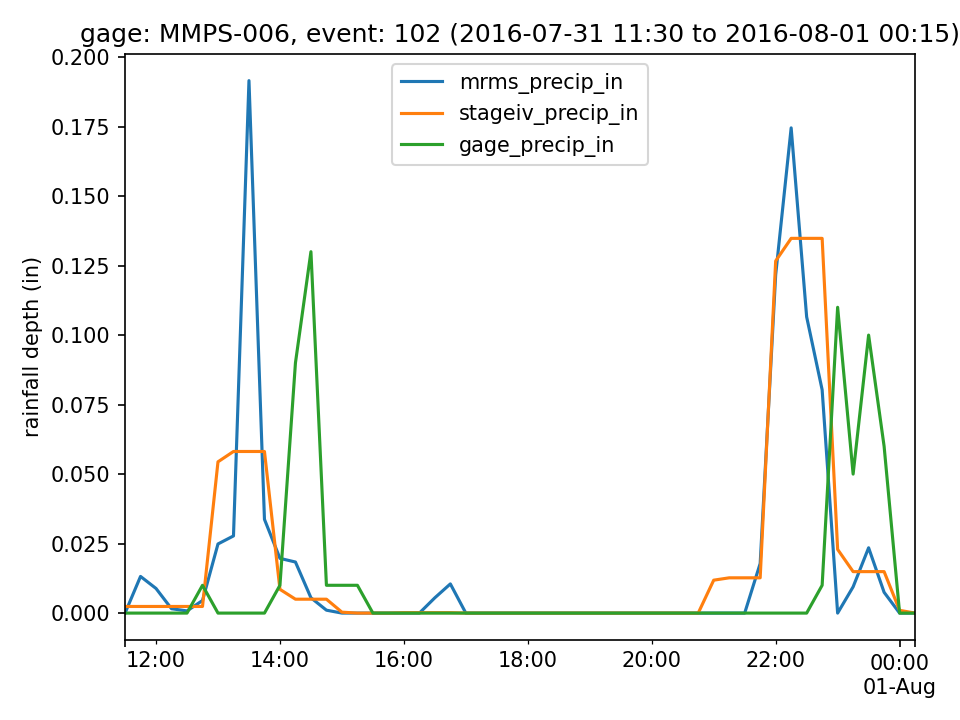 gage: MMPS-006, event: 102 (2016-07-31 11:30 to 2016-08-01 00:15)
0.200
0.175
0.150
0.125
0.100
0.075
0.050
0.025
0.000
rainfall depth (in)
mrms_precip_in
stageiv_precip_in
gage_precip_in
12:00
14:00
16:00
18:00
20:00
22:00
00:00
01-Aug